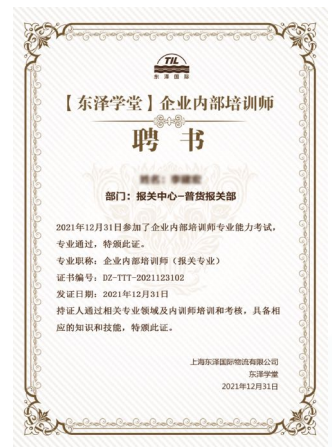 TIL
东泽国际
【东泽学堂】企业内部培训师
聘书
部门：报关中心-普货报关部
2021年12月31日参加了企业内部培训师专业能力考试，
专业通过，特颁此证。
专业职称：企业内部培训师（报关专业）
证书编号：DZ-TTT-2021123102
发证日期：2021年12月31日
持证人通过相关专业领域及内训师培训和考核，具备相
应的知识和技能，特颁此证。
上海东泽国际物流有限公司
东泽学堂
2021年12月31日